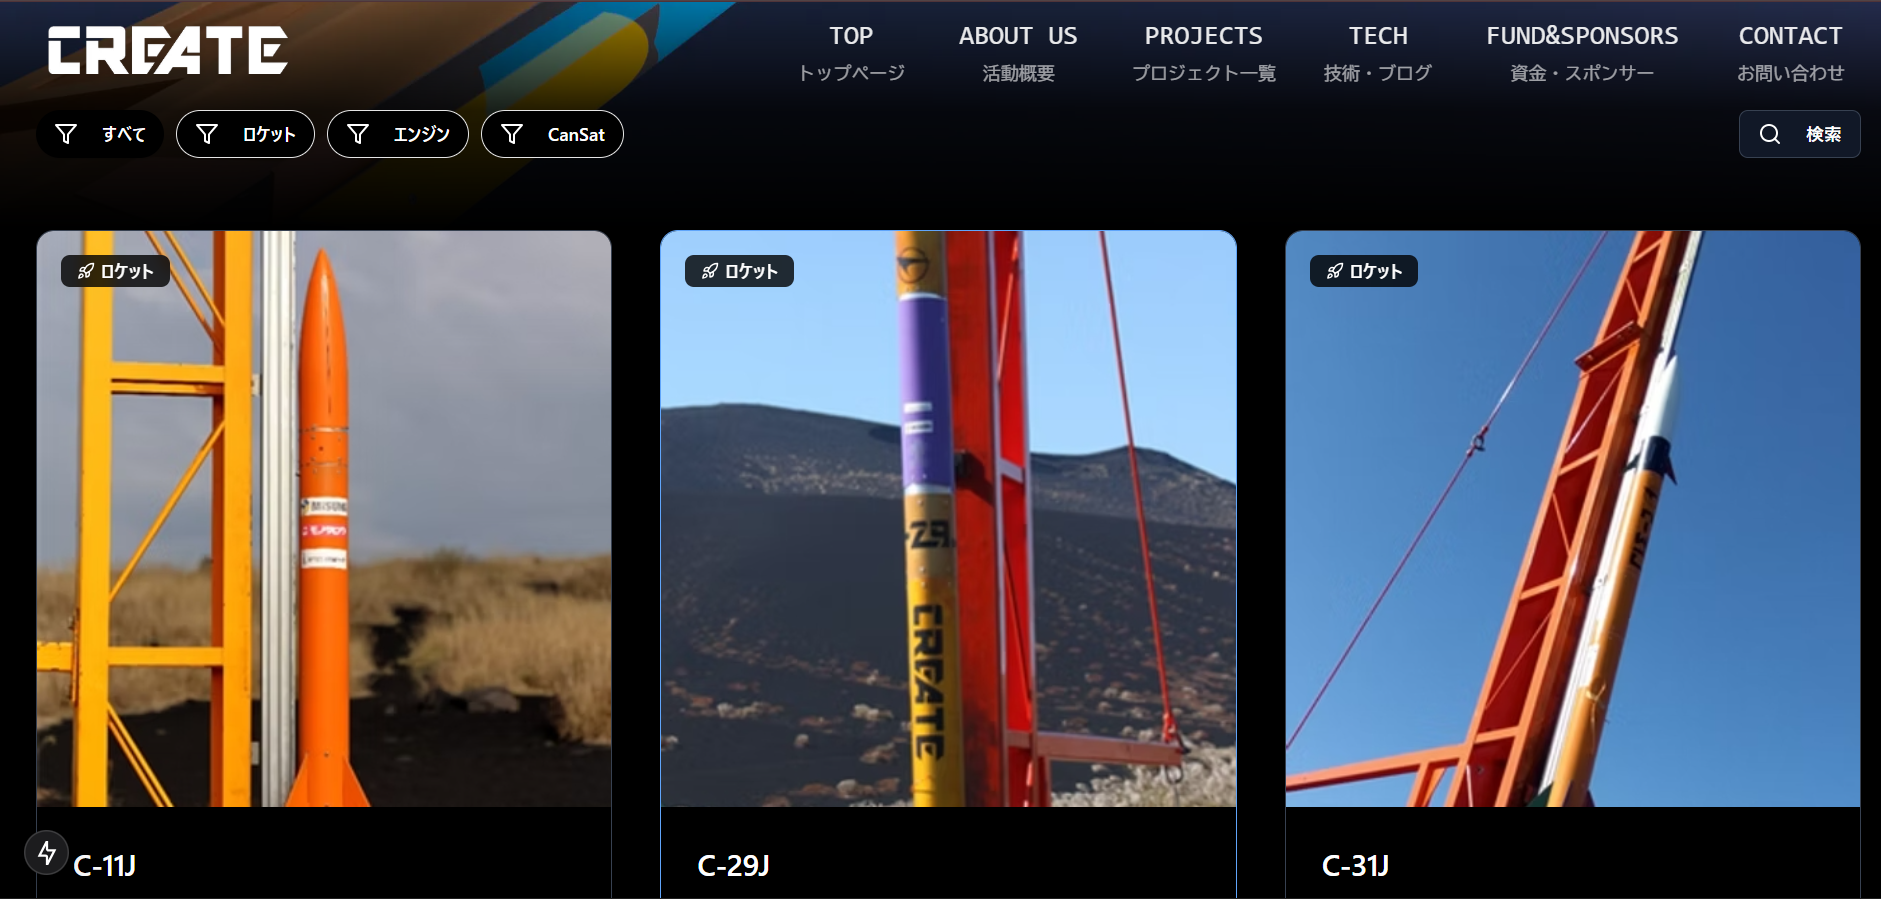 CREATE
TOP
トップページ
ABOUT US
活動概要
PROJECTS
プロジェクト一覧
TECH
技術・ブログ
FUND&SPONSORS
資金・スポンサー
CONTACT
お問い合わせ
すべて
ロケット
エンジン
CanSat
検索
ロケット
ロケット
ロケット
CREATE
C-11J
C-29J
C-31J